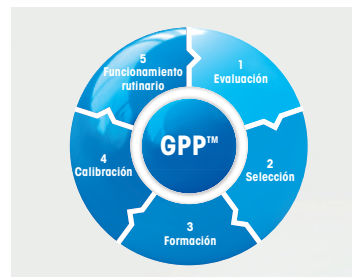 1
Evaluación
2
Selección
3
Formación
4
Calibración
5
Funcionamiento
rutinario
GPP™